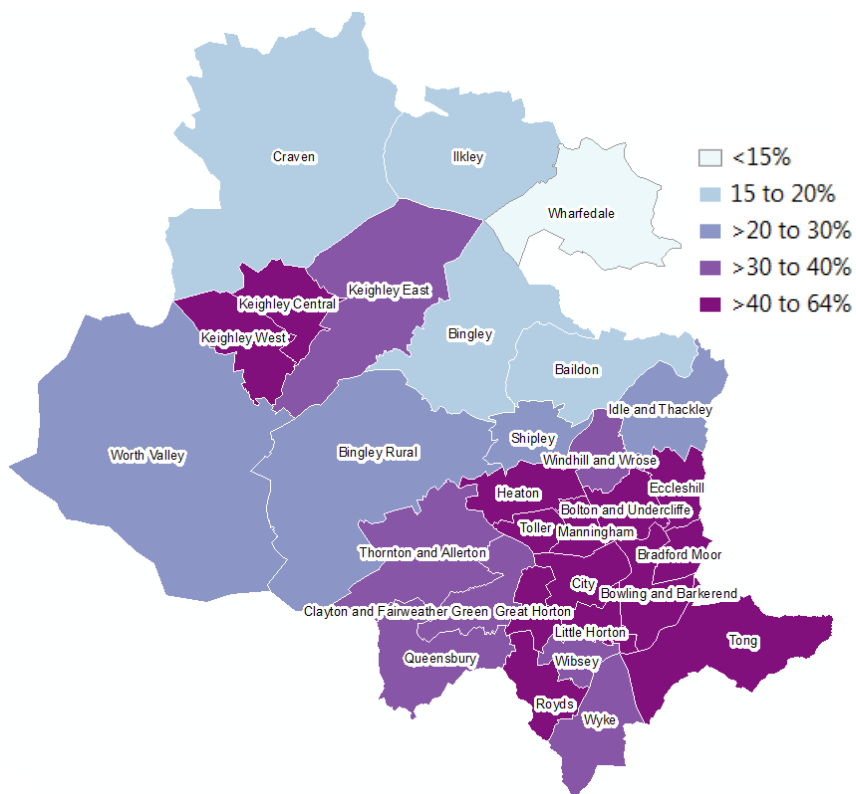 Craven
Ilkley
Wharfedale
<15%
15 to 20%
>20 to 30%
>30 to 40%
>40 to 64%
Keighley East
Keighley Central
Keighley West
Bingley
Baildon
Idle and Thackley
Shipley
Worth Valley
Bingley Rural
Windhill and Wrose
Heaton
Eccleshill
Bolton and Undercliffe
Toller
Manningham
Thornton and Allerton
Bradford Moor
City
Bowling and Barkerend
Clayton and Fairweather Green
Great Horton
Little Horton
Tong
Queensbury
Wibsey
Royds
Wyke